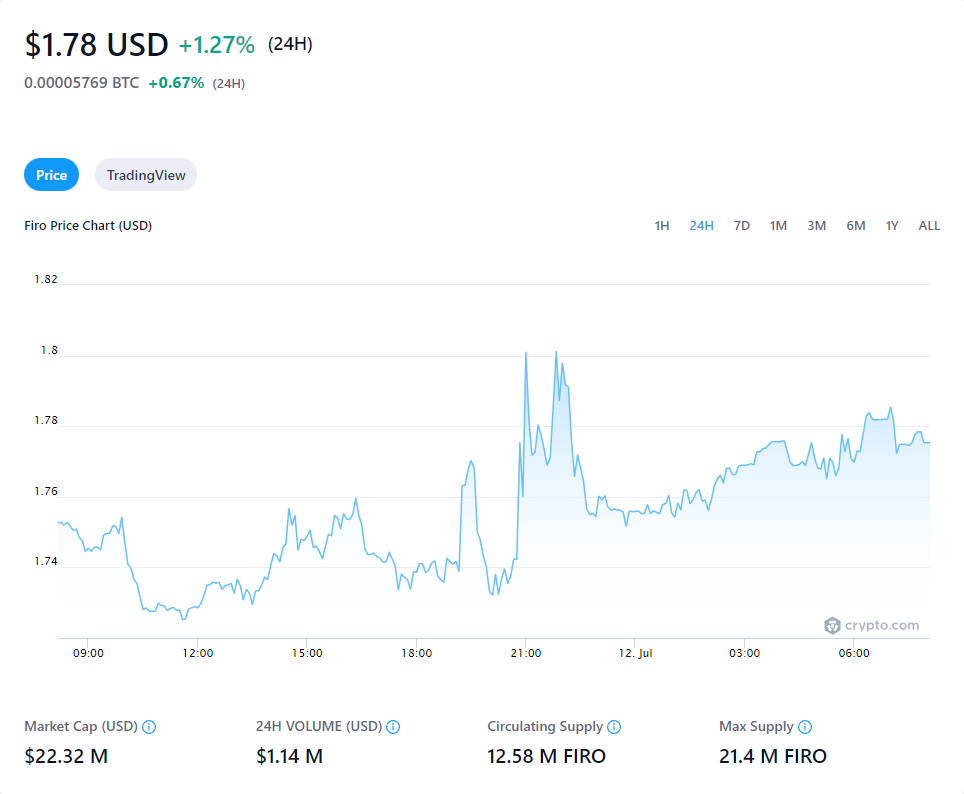 $1.78 USD +1.27% (24H)
0.00005769 BTC +0.67% (24H)
Price TradingView
Firo Price Chart (USD) 1H 24H 7D 1M 3M 6M 1Y ALL
1.82
1.8
1.78
1.76
1.74
crypto.com
09:00 12:00 15:00 18:00 21:00 12. Jul 03:00 06:00
Market Cap (USD) 24H VOLUME (USD) Circulating Supply Max Supply
$22.32 M $1.14 M 12.58 M FIRO 21.4 M FIRO